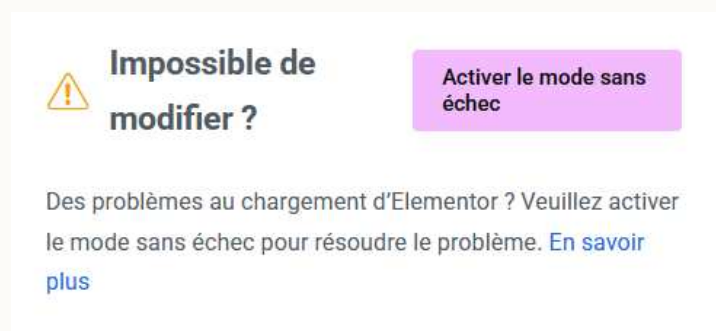 Impossible de
modifier ?
Activer le mode sans
échec
Des problèmes au chargement d’Elementor ? Veuillez activer
le mode sans échec pour résoudre le problème. En savoir
plus